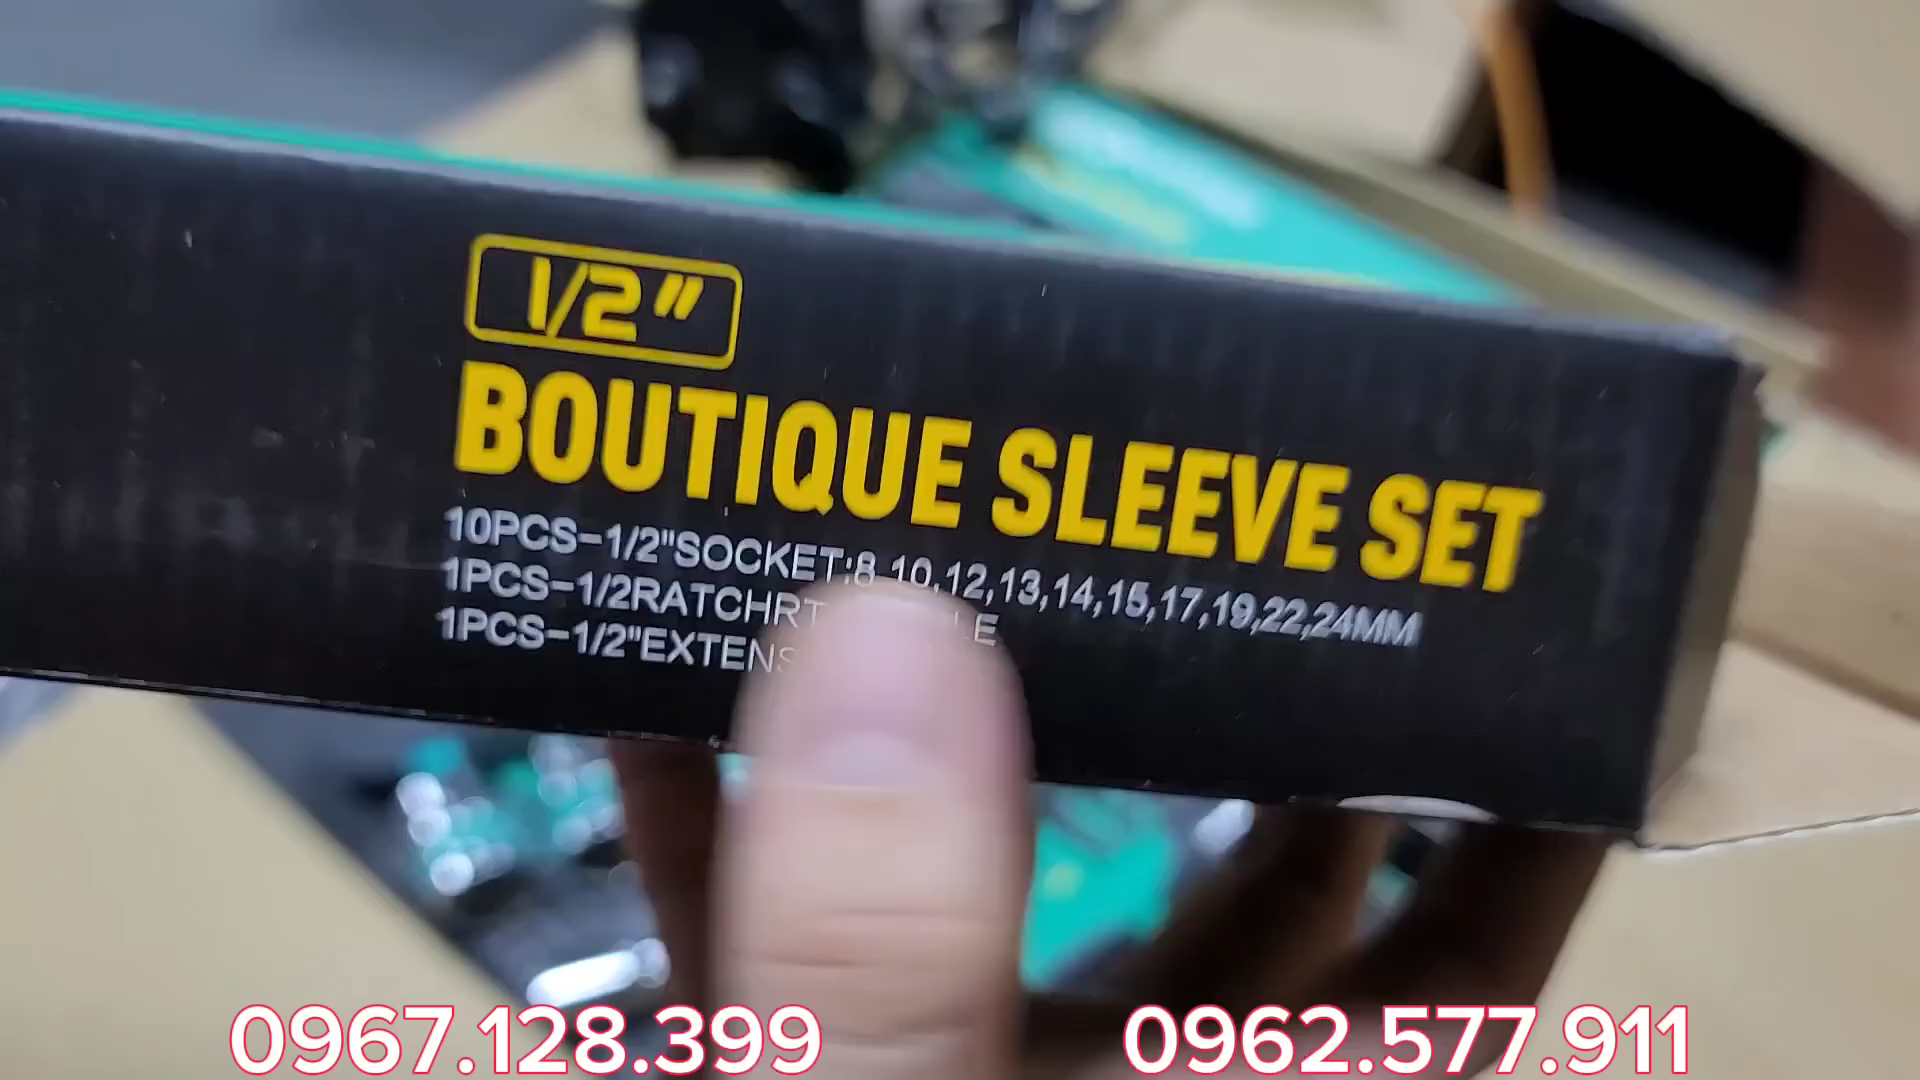 1/2"
BOUTIQUE SLEEVE SET
10PCS-1/2"SOCKET:8,10,12,13,14,15,17,19,22,24MM
1PCS-1/2RATCHRT
1PCS-1/2"EXTENS
0967.128.399 0962.577.911